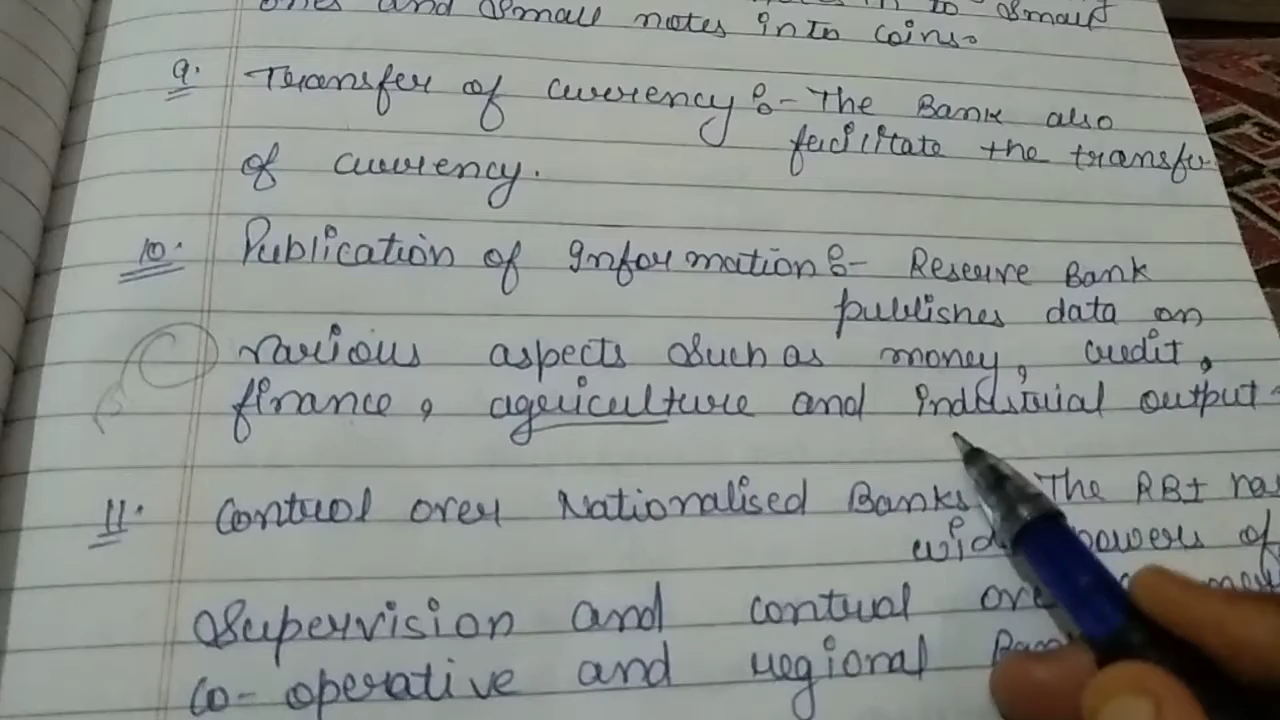 ones and small notes into coins.
9. Transfer of currency :- The Bank also
facilitate the transfer
of currency.
10. Publication of Information :- Reserve Bank
publishes data on
various aspects such as money, credit,
finance, agriculture and industrial output
11. Control over Nationalised Banks The RBI has
wide powers of
supervision and control over
co-operative and regional Bank